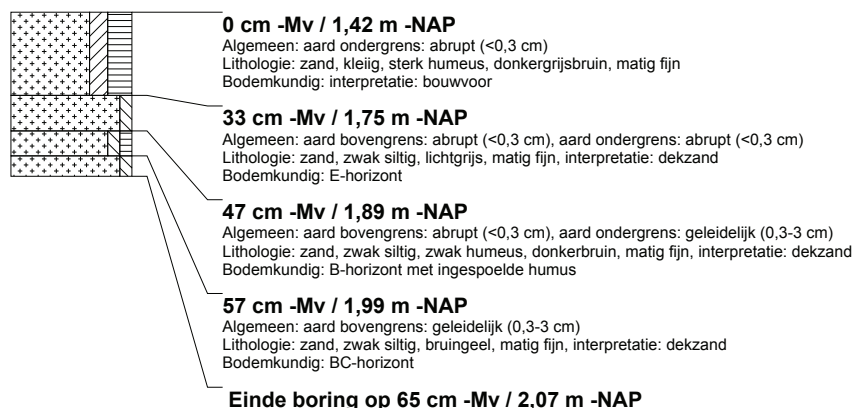 0 cm -Mv / 1,42 m -NAP
Algemeen: aard ondergrens: abrupt (<0,3 cm)
Lithologie: zand, kleiig, sterk humeus, donkergrijsbruin, matig fijn
Bodemkundig: interpretatie: bouwvoor
33 cm -Mv / 1,75 m -NAP
Algemeen: aard bovengrens: abrupt (<0,3 cm), aard ondergrens: abrupt (<0,3 cm)
Lithologie: zand, zwak siltig, lichtgrijs, matig fijn, interpretatie: dekzand
Bodemkundig: E-horizont
47 cm -Mv / 1,89 m -NAP
Algemeen: aard bovengrens: abrupt (<0,3 cm), aard ondergrens: geleidelijk (0,3-3 cm)
Lithologie: zand, zwak siltig, zwak humeus, donkerbruin, matig fijn, interpretatie: dekzand
Bodemkundig: B-horizont met ingespoelde humus
57 cm -Mv / 1,99 m -NAP
Algemeen: aard bovengrens: geleidelijk (0,3-3 cm)
Lithologie: zand, zwak siltig, bruingeel, matig fijn, interpretatie: dekzand
Bodemkundig: BC-horizont
Einde boring op 65 cm -Mv / 2,07 m -NAP